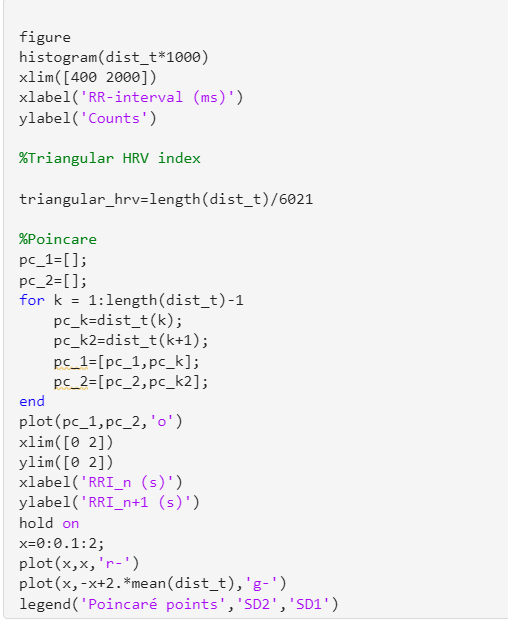 figure
histogram(dist_t*1000)
xlim([400 2000])
xlabel('RR-interval (ms)')
ylabel('Counts')
%Triangular HRV index
triangular_hrv=length(dist_t)/6021
%Poincare
pc_1=[];
pc_2=[];
for k = 1:length(dist_t)-1
    pc_k=dist_t(k);
    pc_k2=dist_t(k+1);
    pc_1=[pc_1,pc_k];
    pc_2=[pc_2,pc_k2];
end
plot(pc_1,pc_2,'o')
xlim([0 2])
ylim([0 2])
xlabel('RRI_n (s)')
ylabel('RRI_n+1 (s)')
hold on
x=0:0.1:2;
plot(x,x,'r-')
plot(x,-x+2.*mean(dist_t),'g-')
legend('Poincaré points','SD2','SD1')